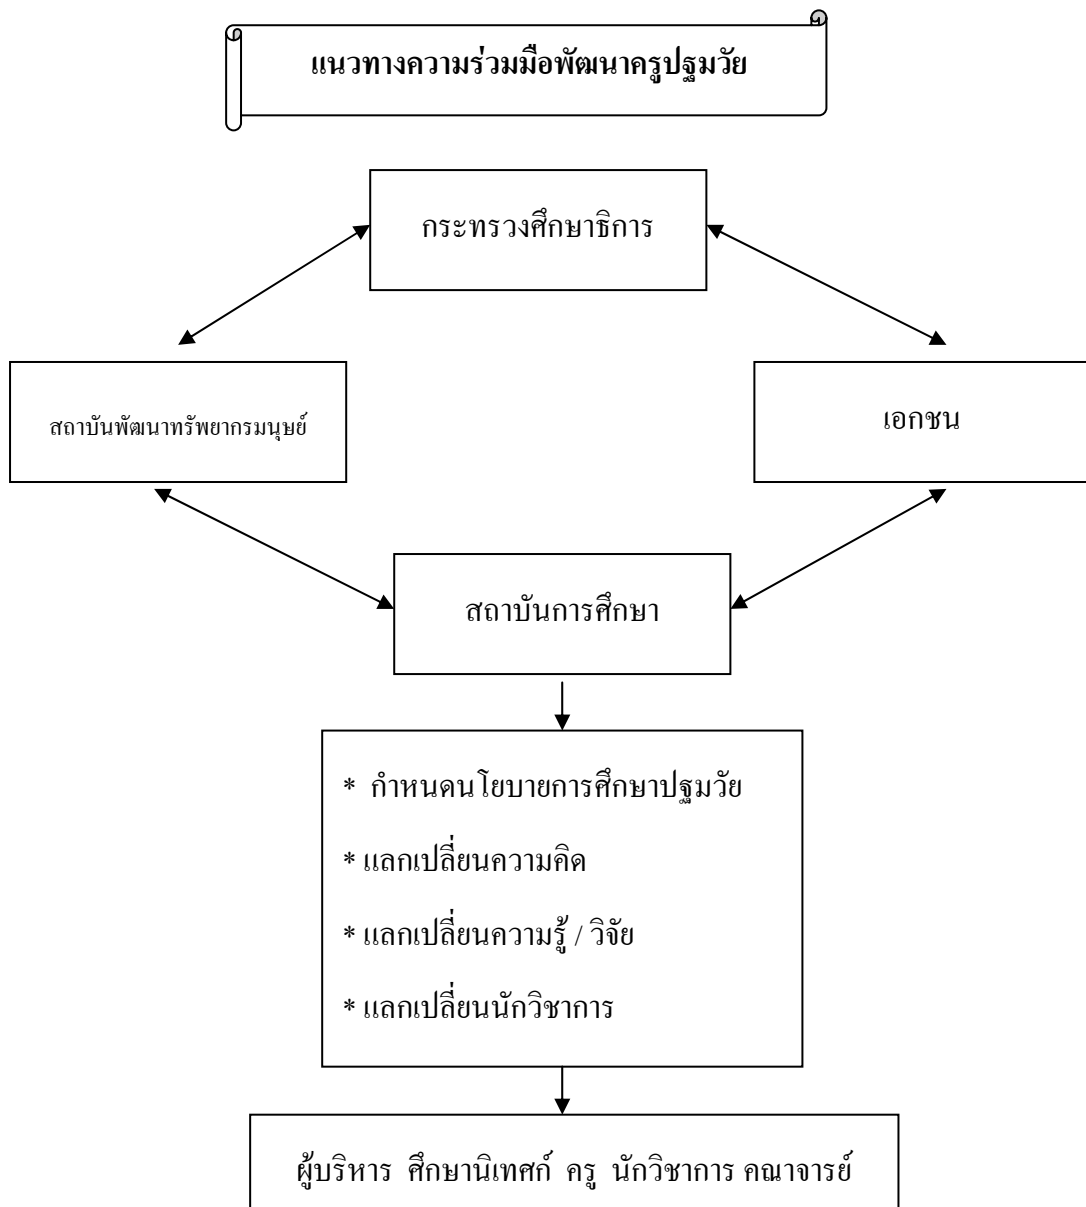 แนวทางความร่วมมือพัฒนาครูปฐมวัย
กระทรวงศึกษาธิการ
สถาบันพัฒนาทรัพยากรมนุษย์
เอกชน
สถาบันการศึกษา
* กำหนดนโยบายการศึกษาปฐมวัย
* แลกเปลี่ยนความคิด
* แลกเปลี่ยนความรู้ / วิจัย
* แลกเปลี่ยนนักวิชาการ
ผู้บริหาร ศึกษานิเทศก์ ครู นักวิชาการ คณาจารย์